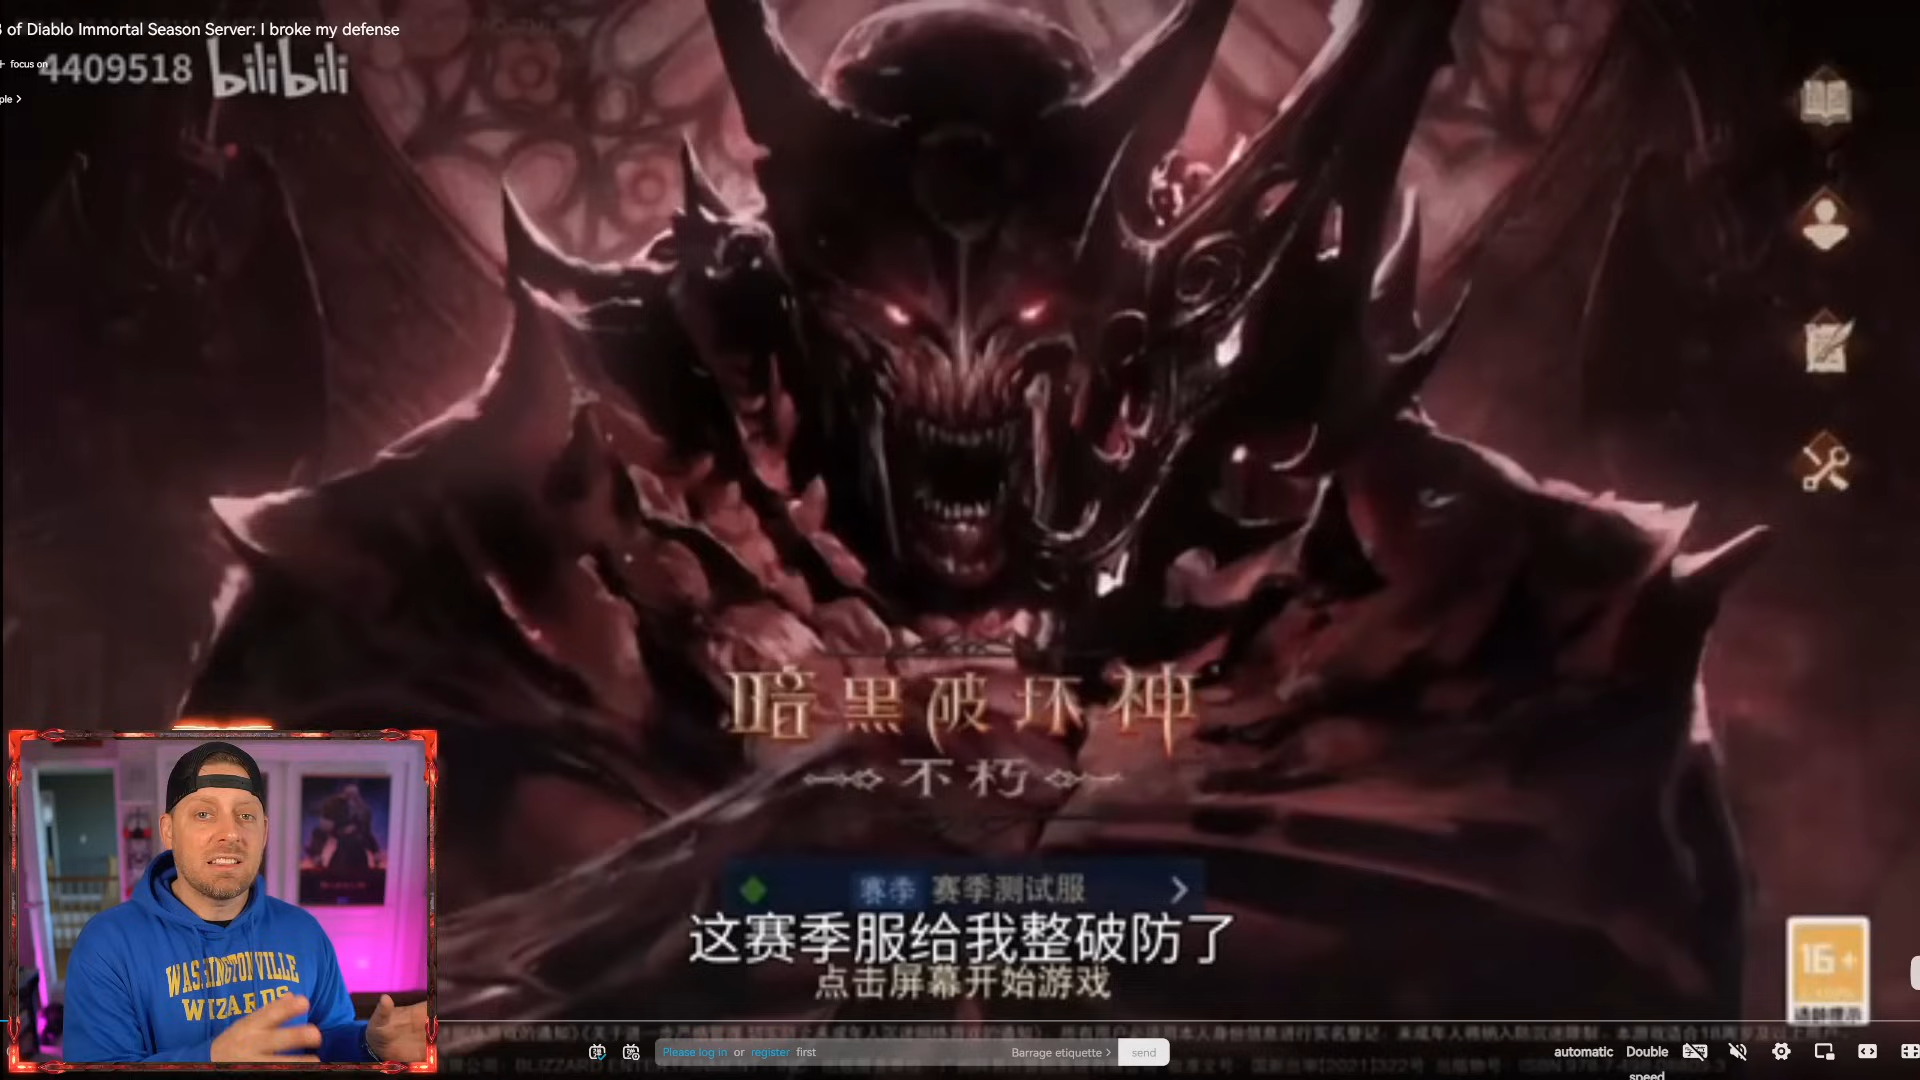 of Diablo Immortal Season Server: I broke my defense
+ focus on
4409518 bilibili
ple >
暗黑破坏神
不朽
赛季 赛季测试服
这赛季服给我整破防了
点击屏幕开始游戏
16+
WASHINGTONVILLE
WIZARDS
Please log in or register first
Barrage etiquette >
send
automatic
Double
speed